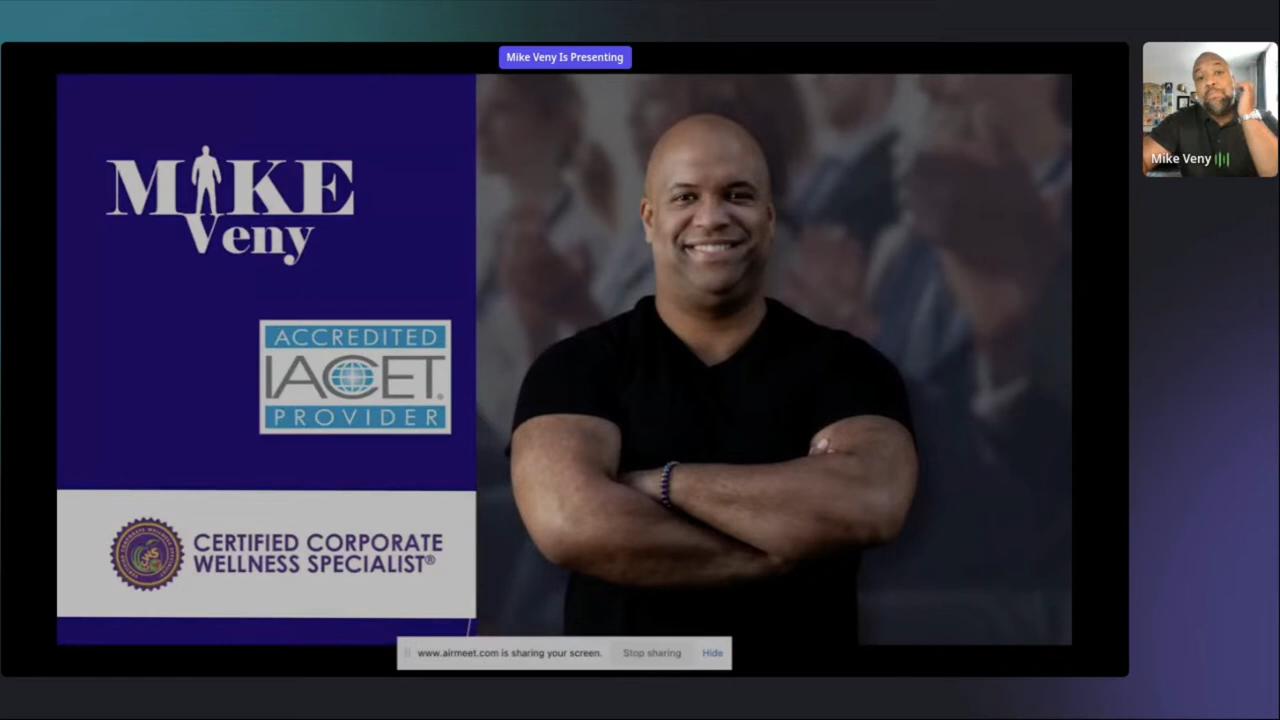 Mike Veny Is Presenting
MIKE
Veny
ACCREDITED
IACET®
PROVIDER
CERTIFIED CORPORATE
WELLNESS SPECIALIST®
www.airmeet.com is sharing your screen. Stop sharing Hide
Mike Veny